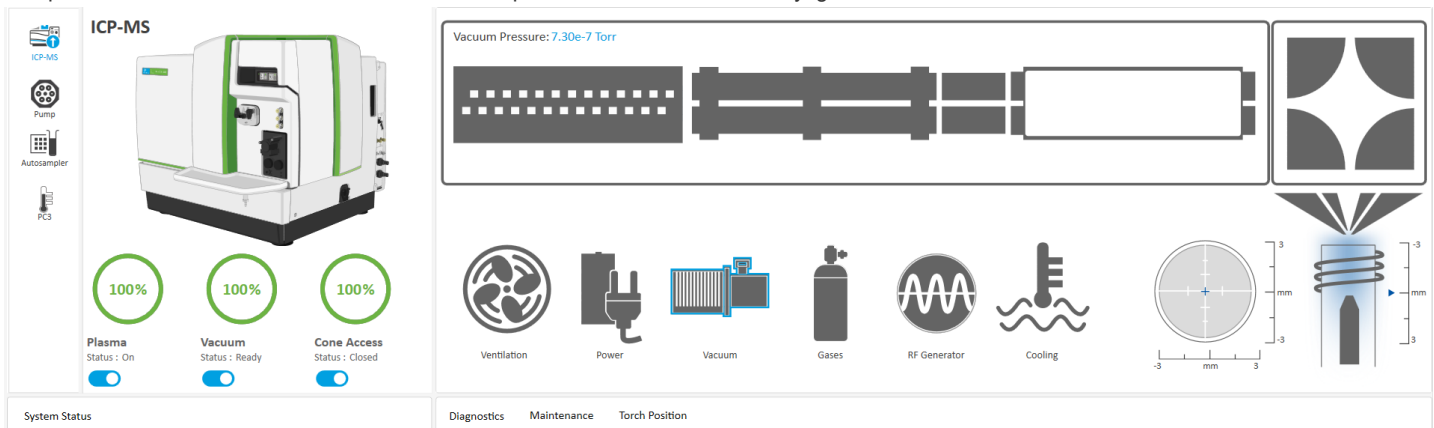 ICP-MS
ICP-MS
Pump
Autosampler
PC3
100%
100%
100%
Plasma
Status : On
Vacuum
Status : Ready
Cone Access
Status : Closed
System Status
Vacuum Pressure: 7.30e-7 Torr
Ventilation
Power
Vacuum
Gases
RF Generator
Cooling
3
mm
-3
-3
mm
3
-3
mm
3
Diagnostics
Maintenance
Torch Position